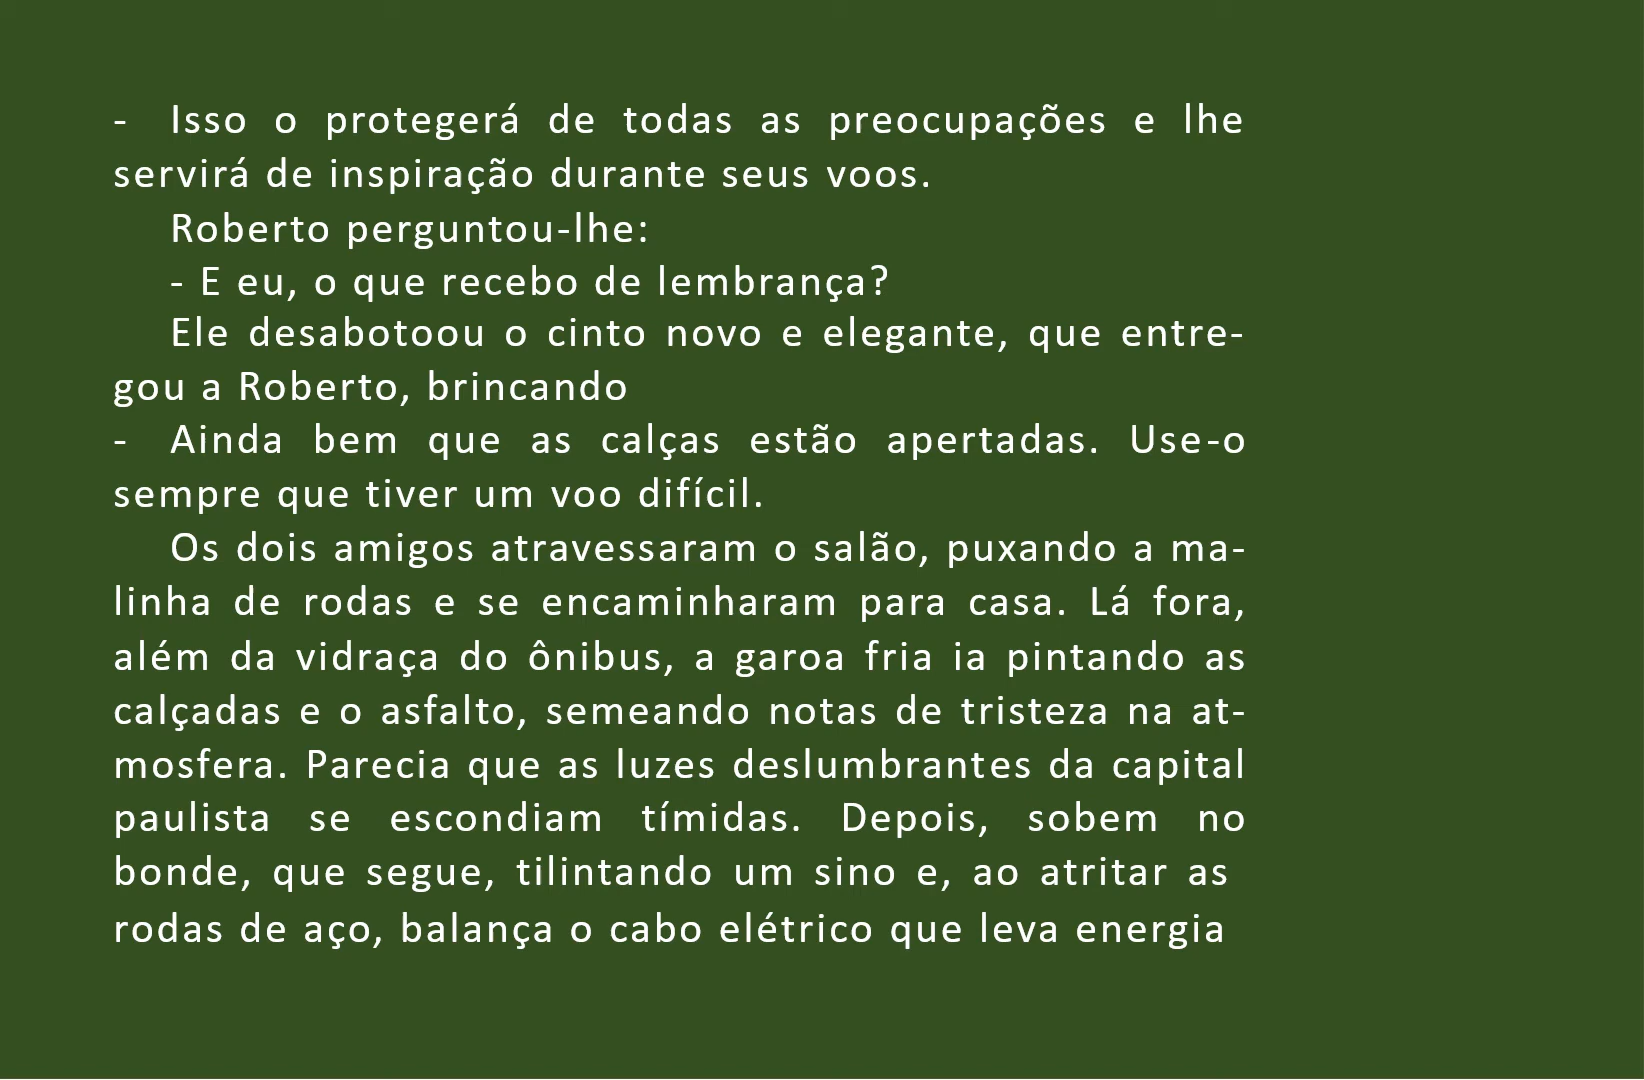 - Isso o protegerá de todas as preocupações e lhe
servirá de inspiração durante seus voos.
Roberto perguntou-lhe:
- E eu, o que recebo de lembrança?
Ele desabotoou o cinto novo e elegante, que entre-
gou a Roberto, brincando
- Ainda bem que as calças estão apertadas. Use-o
sempre que tiver um voo difícil.
Os dois amigos atravessaram o salão, puxando a ma-
linha de rodas e se encaminharam para casa. Lá fora,
além da vidraça do ônibus, a garoa fria ia pintando as
calçadas e o asfalto, semeando notas de tristeza na at-
mosfera. Parecia que as luzes deslumbrantes da capital
paulista se escondiam tímidas. Depois, sobem no
bonde, que segue, tilintando um sino e, ao atritar as
rodas de aço, balança o cabo elétrico que leva energia